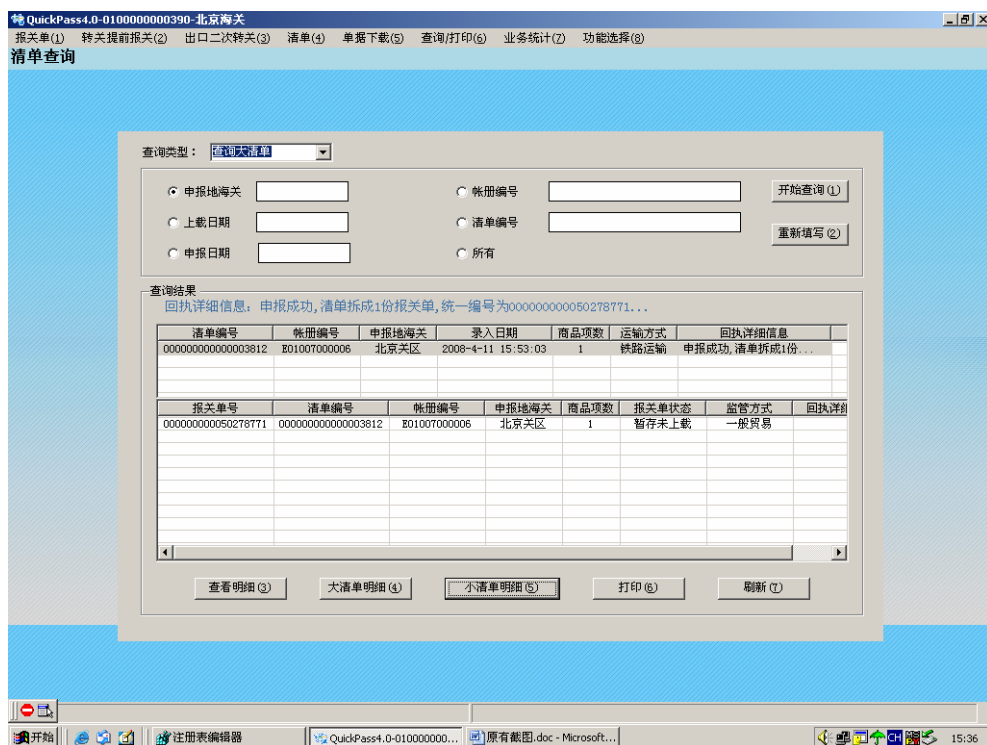 QuickPass4.0-0100000000390-北京海关
报关单(1) 转关提前报关(2) 出口二次转关(3) 清单(4) 单据下载(5) 查询/打印(6) 业务统计(7) 功能选择(8)
清单查询
查询类型： 查询大清单
申报地海关 帐册编号 开始查询(1)
上载日期 清单编号
重新填写(2)
申报日期 所有
查询结果
回执详细信息：申报成功,清单拆成1份报关单,统一编号为000000000050278771...
清单编号 帐册编号 申报地海关 录入日期 商品项数 运输方式 回执详细信息
000000000000003812 E01007000006 北京关区 2008-4-11 15:53:03 1 铁路运输 申报成功,清单拆成1份...
报关单号 清单编号 帐册编号 申报地海关 商品项数 报关单状态 监管方式 回执详
000000000050278771 000000000000003812 E01007000006 北京关区 1 暂存未上载 一般贸易
查看明细(3) 大清单明细(4) 小清单明细(5) 打印(6) 刷新(7)
开始 注册表编辑器 QuickPass4.0-010000000... 原有截图.doc - Microsoft... CH 15:36